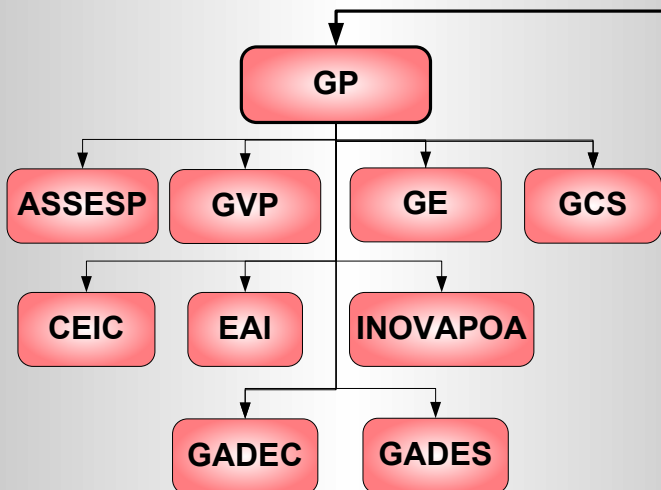 GP
ASSESP
GVP
GE
GCS
CEIC
EAI
INOVAPOA
GADEC
GADES